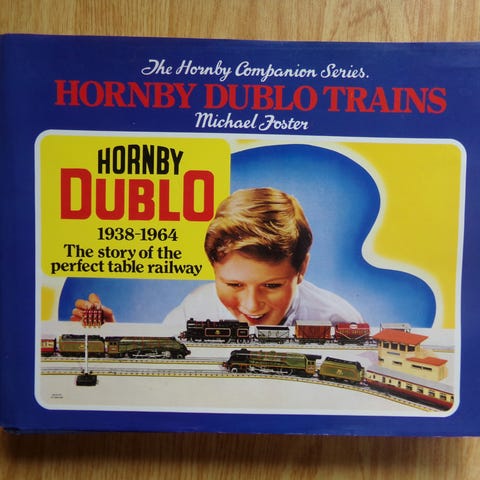 The Hornby Companion Series.
HORNBY DUBLO TRAINS
Michael Foster
HORNBY
DUBLO
1938-1964
The story of the
perfect table railway